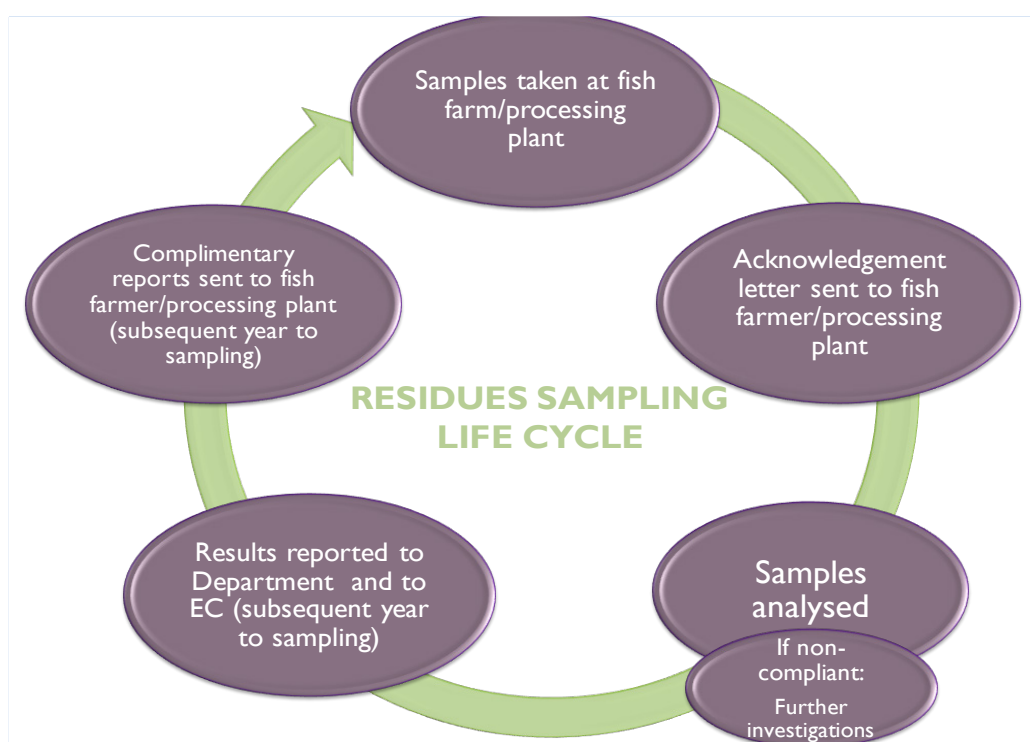 Samples taken at fish
farm/processing
plant
Acknowledgement
letter sent to fish
farmer/processing
plant
Samples
analysed
If non-
compliant:
Further
investigations
Results reported to
Department and to
EC (subsequent year
to sampling)
Complimentary
reports sent to fish
farmer/processing plant
(subsequent year to
sampling)
RESIDUES SAMPLING
LIFE CYCLE